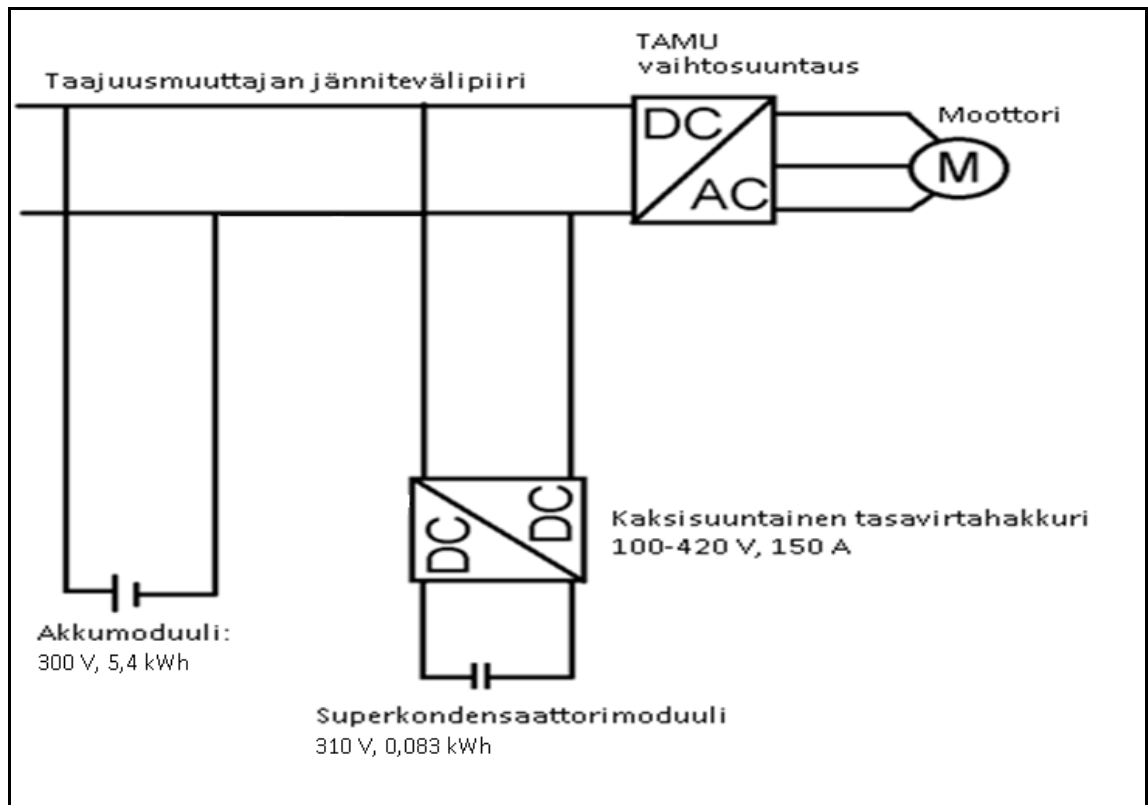 TAMU
vaihtosuuntaus
Taajuusmuuttajan jännitevälipiiri
Moottori
DC
AC
M
DC
DC
Kaksisuuntainen tasavirtahakkuri
100-420 V, 150 A
Akkumoduuli:
300 V, 5,4 kWh
Superkondensaattorimoduuli
310 V, 0,083 kWh